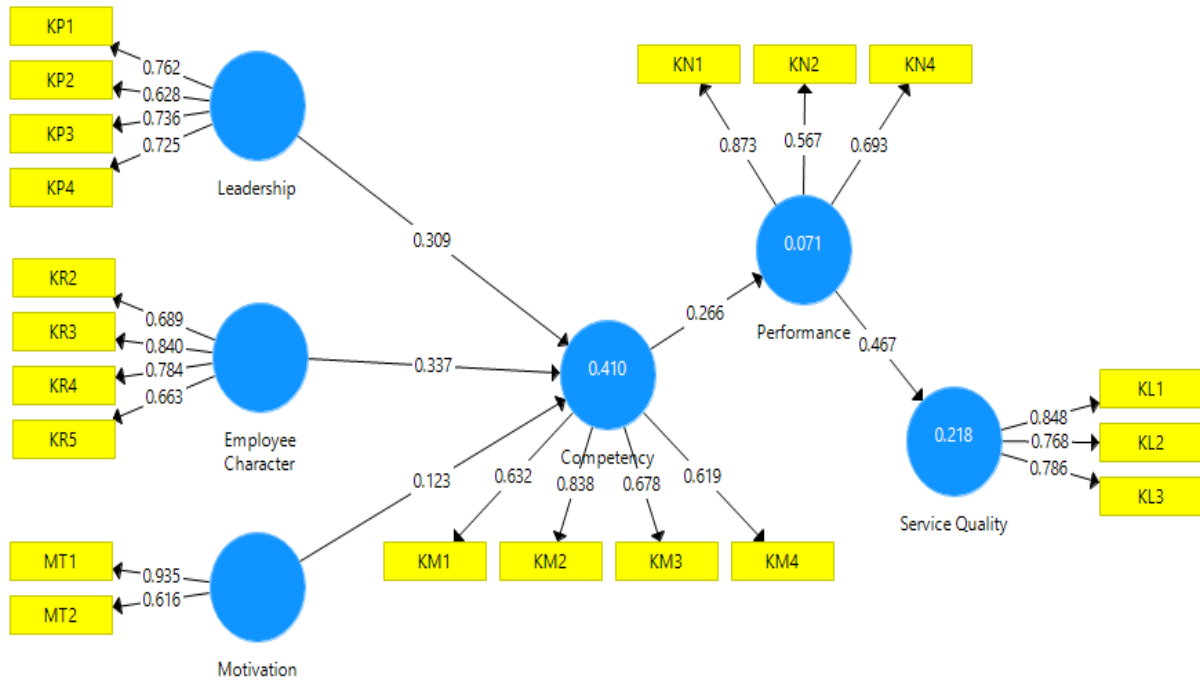 KP1
KP2
KP3
KP4
0.762
0.628
0.736
0.725
Leadership
0.309
KR2
KR3
KR4
KR5
0.689
0.840
0.784
0.663
Employee
Character
0.337
MT1
MT2
0.935
0.616
Motivation
0.123
0.410
Competency
0.632
0.838
0.678
0.619
KM1
KM2
KM3
KM4
0.266
KN1
KN2
KN4
0.873
0.567
0.693
0.071
Performance
0.467
0.218
Service Quality
0.848
0.768
0.786
KL1
KL2
KL3